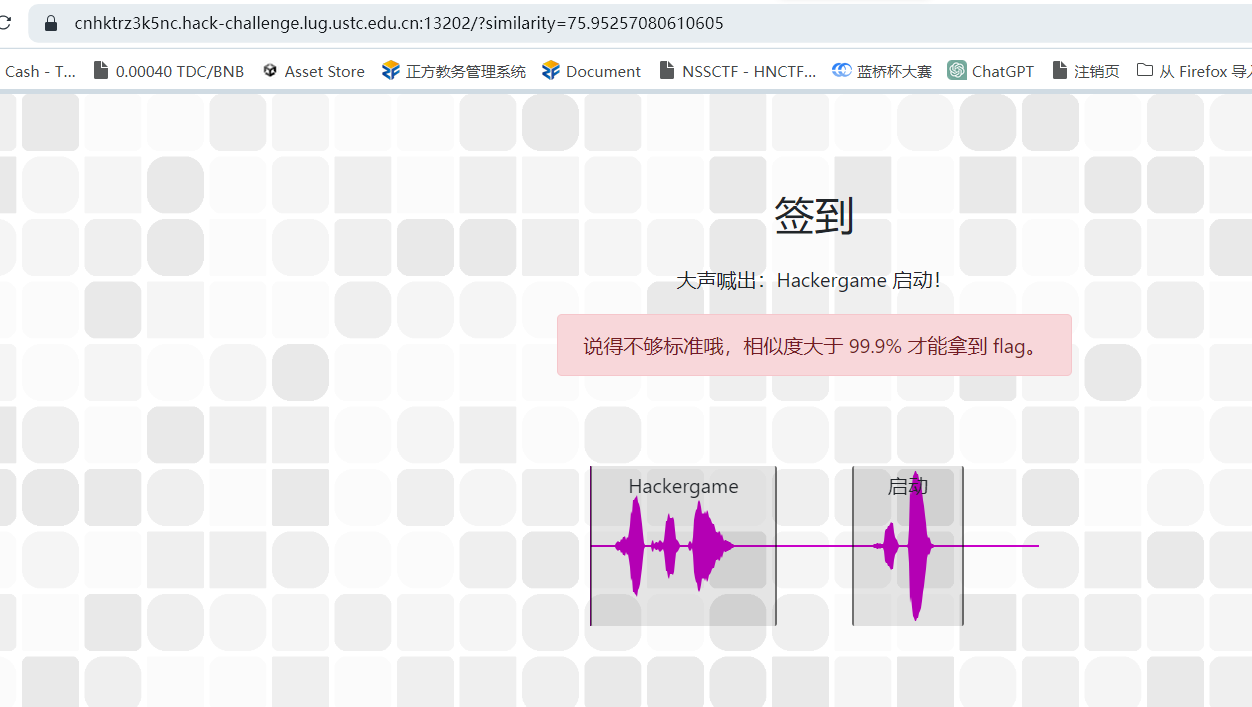 cnhktrz3k5nc.hack-challenge.lug.ustc.edu.cn:13202/?similarity=75.95257080610605
Cash - T... 0.00040 TDC/BNB Asset Store 正方教务管理系统 Document NSSCTF - HNCTF... 蓝桥杯大赛 ChatGPT 注销页 从 Firefox 导
签到
大声喊出：Hackergame 启动！
说得不够标准哦，相似度大于 99.9% 才能拿到 flag。
Hackergame 启动